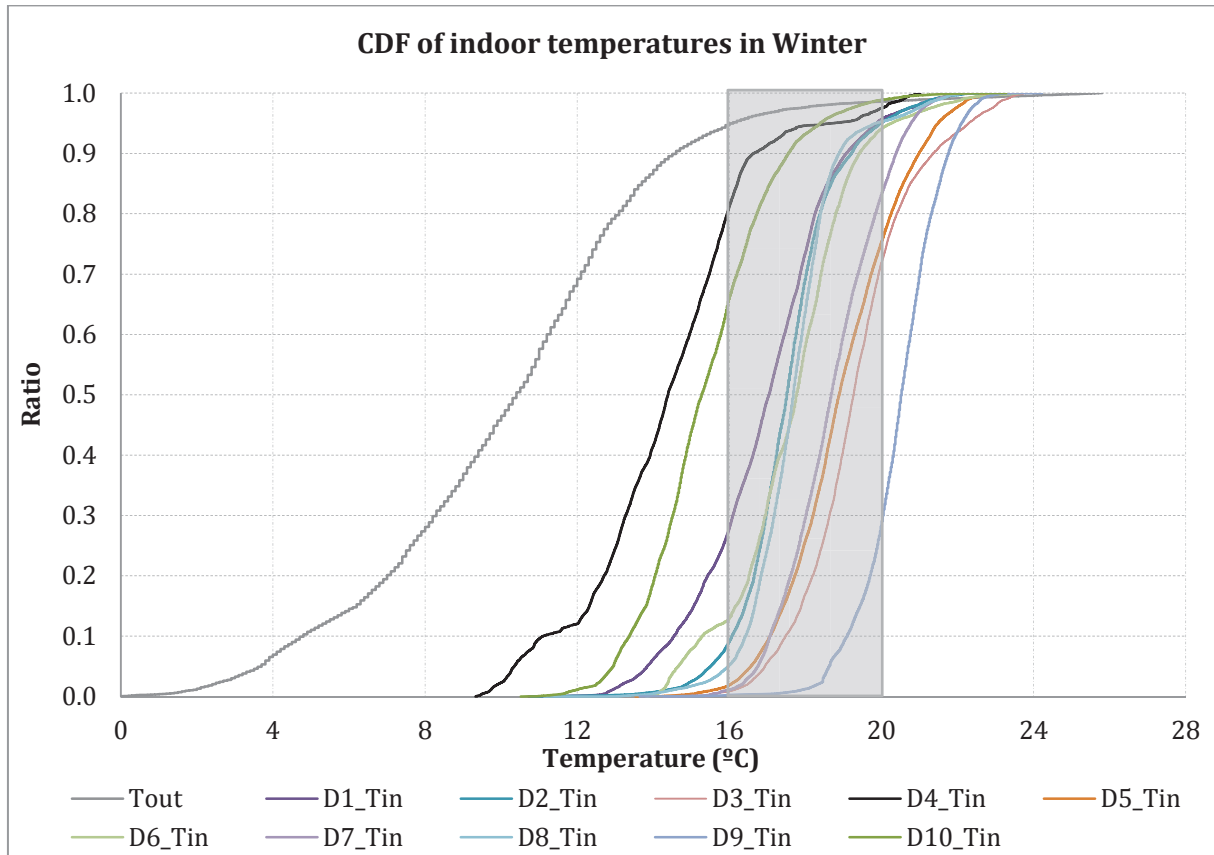 CDF of indoor temperatures in Winter
1.0
0.9
0.8
0.7
0.6
0.5
0.4
0.3
0.2
0.1
0.0
Ratio
0 4 8 12 16 20 24 28
Temperature (ºC)
Tout D1_Tin D2_Tin D3_Tin D4_Tin D5_Tin
D6_Tin D7_Tin D8_Tin D9_Tin D10_Tin